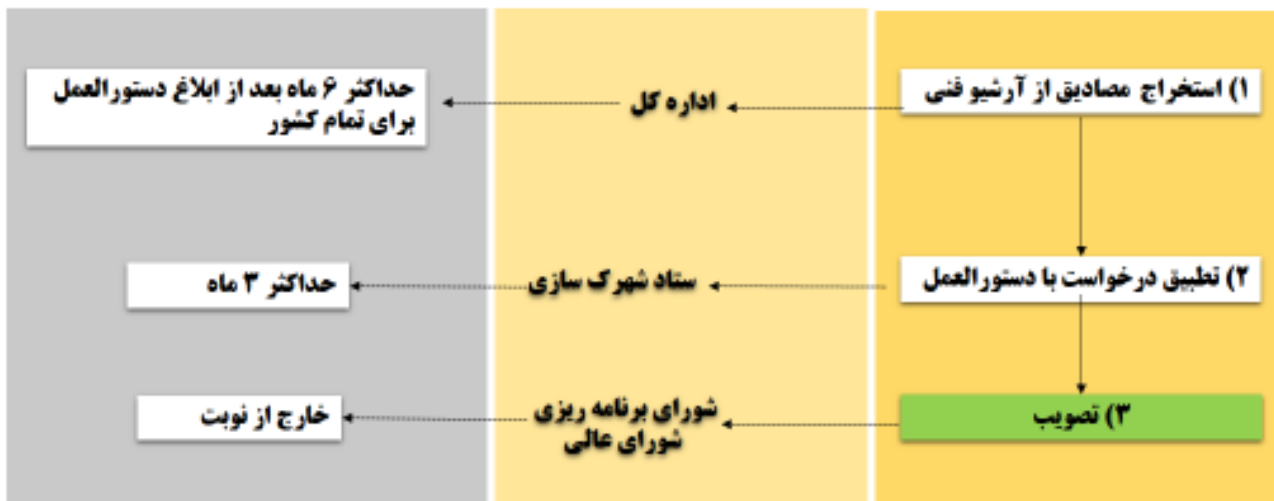 ۱) استخراج مصادیق از آرشیو فنی
اداره کل
حداکثر ۶ ماه بعد از ابلاغ دستورالعمل
برای تمام کشور
۲) تطبیق درخواست با دستورالعمل
ستاد شهرک سازی
حداکثر ۳ ماه
۳) تصویب
شورای برنامه ریزی
شورای عالی
خارج از نوبت